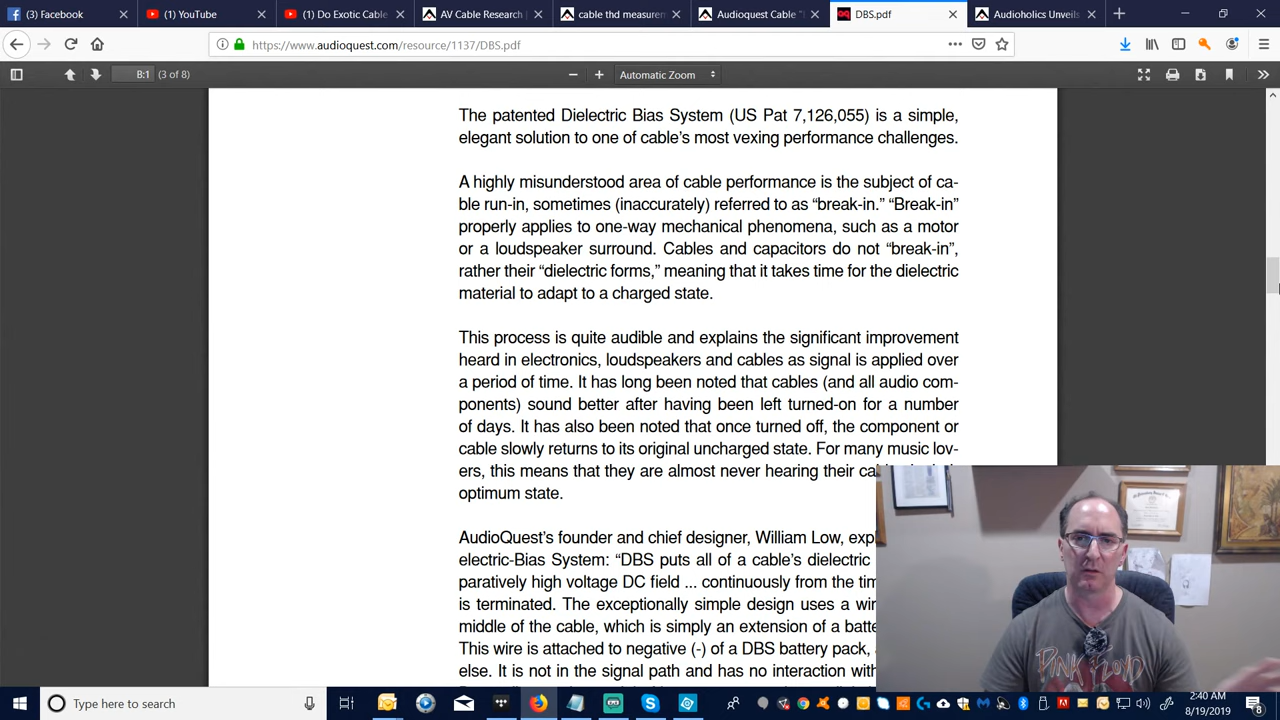 (3) Facebook
(1) YouTube
(1) Do Exotic Cable
AV Cable Research
cable thd measurem
Audioquest Cable "
DBS.pdf
Audioholics Unveils
https://www.audioquest.com/resource/1137/DBS.pdf
B:1 (3 of 8)
Automatic Zoom
The patented Dielectric Bias System (US Pat 7,126,055) is a simple,
elegant solution to one of cable's most vexing performance challenges.
A highly misunderstood area of cable performance is the subject of ca-
ble run-in, sometimes (inaccurately) referred to as “break-in.” “Break-in”
properly applies to one-way mechanical phenomena, such as a motor
or a loudspeaker surround. Cables and capacitors do not “break-in”,
rather their “dielectric forms,” meaning that it takes time for the dielectric
material to adapt to a charged state.
This process is quite audible and explains the significant improvement
heard in electronics, loudspeakers and cables as signal is applied over
a period of time. It has long been noted that cables (and all audio com-
ponents) sound better after having been left turned-on for a number
of days. It has also been noted that once turned off, the component or
cable slowly returns to its original uncharged state. For many music lov-
ers, this means that they are almost never hearing their
optimum state.
AudioQuest's founder and chief designer, William Low,
electric-Bias System: “DBS puts all of a cable's dielectric
paratively high voltage DC field ... continuously from the
is terminated. The exceptionally simple design uses a
middle of the cable, which is simply an extension of a
This wire is attached to negative (-) of a DBS battery pack,
else. It is not in the signal path and has no interaction
PINK FLOYD
Type here to search
2:40 AM
8/19/2019
8